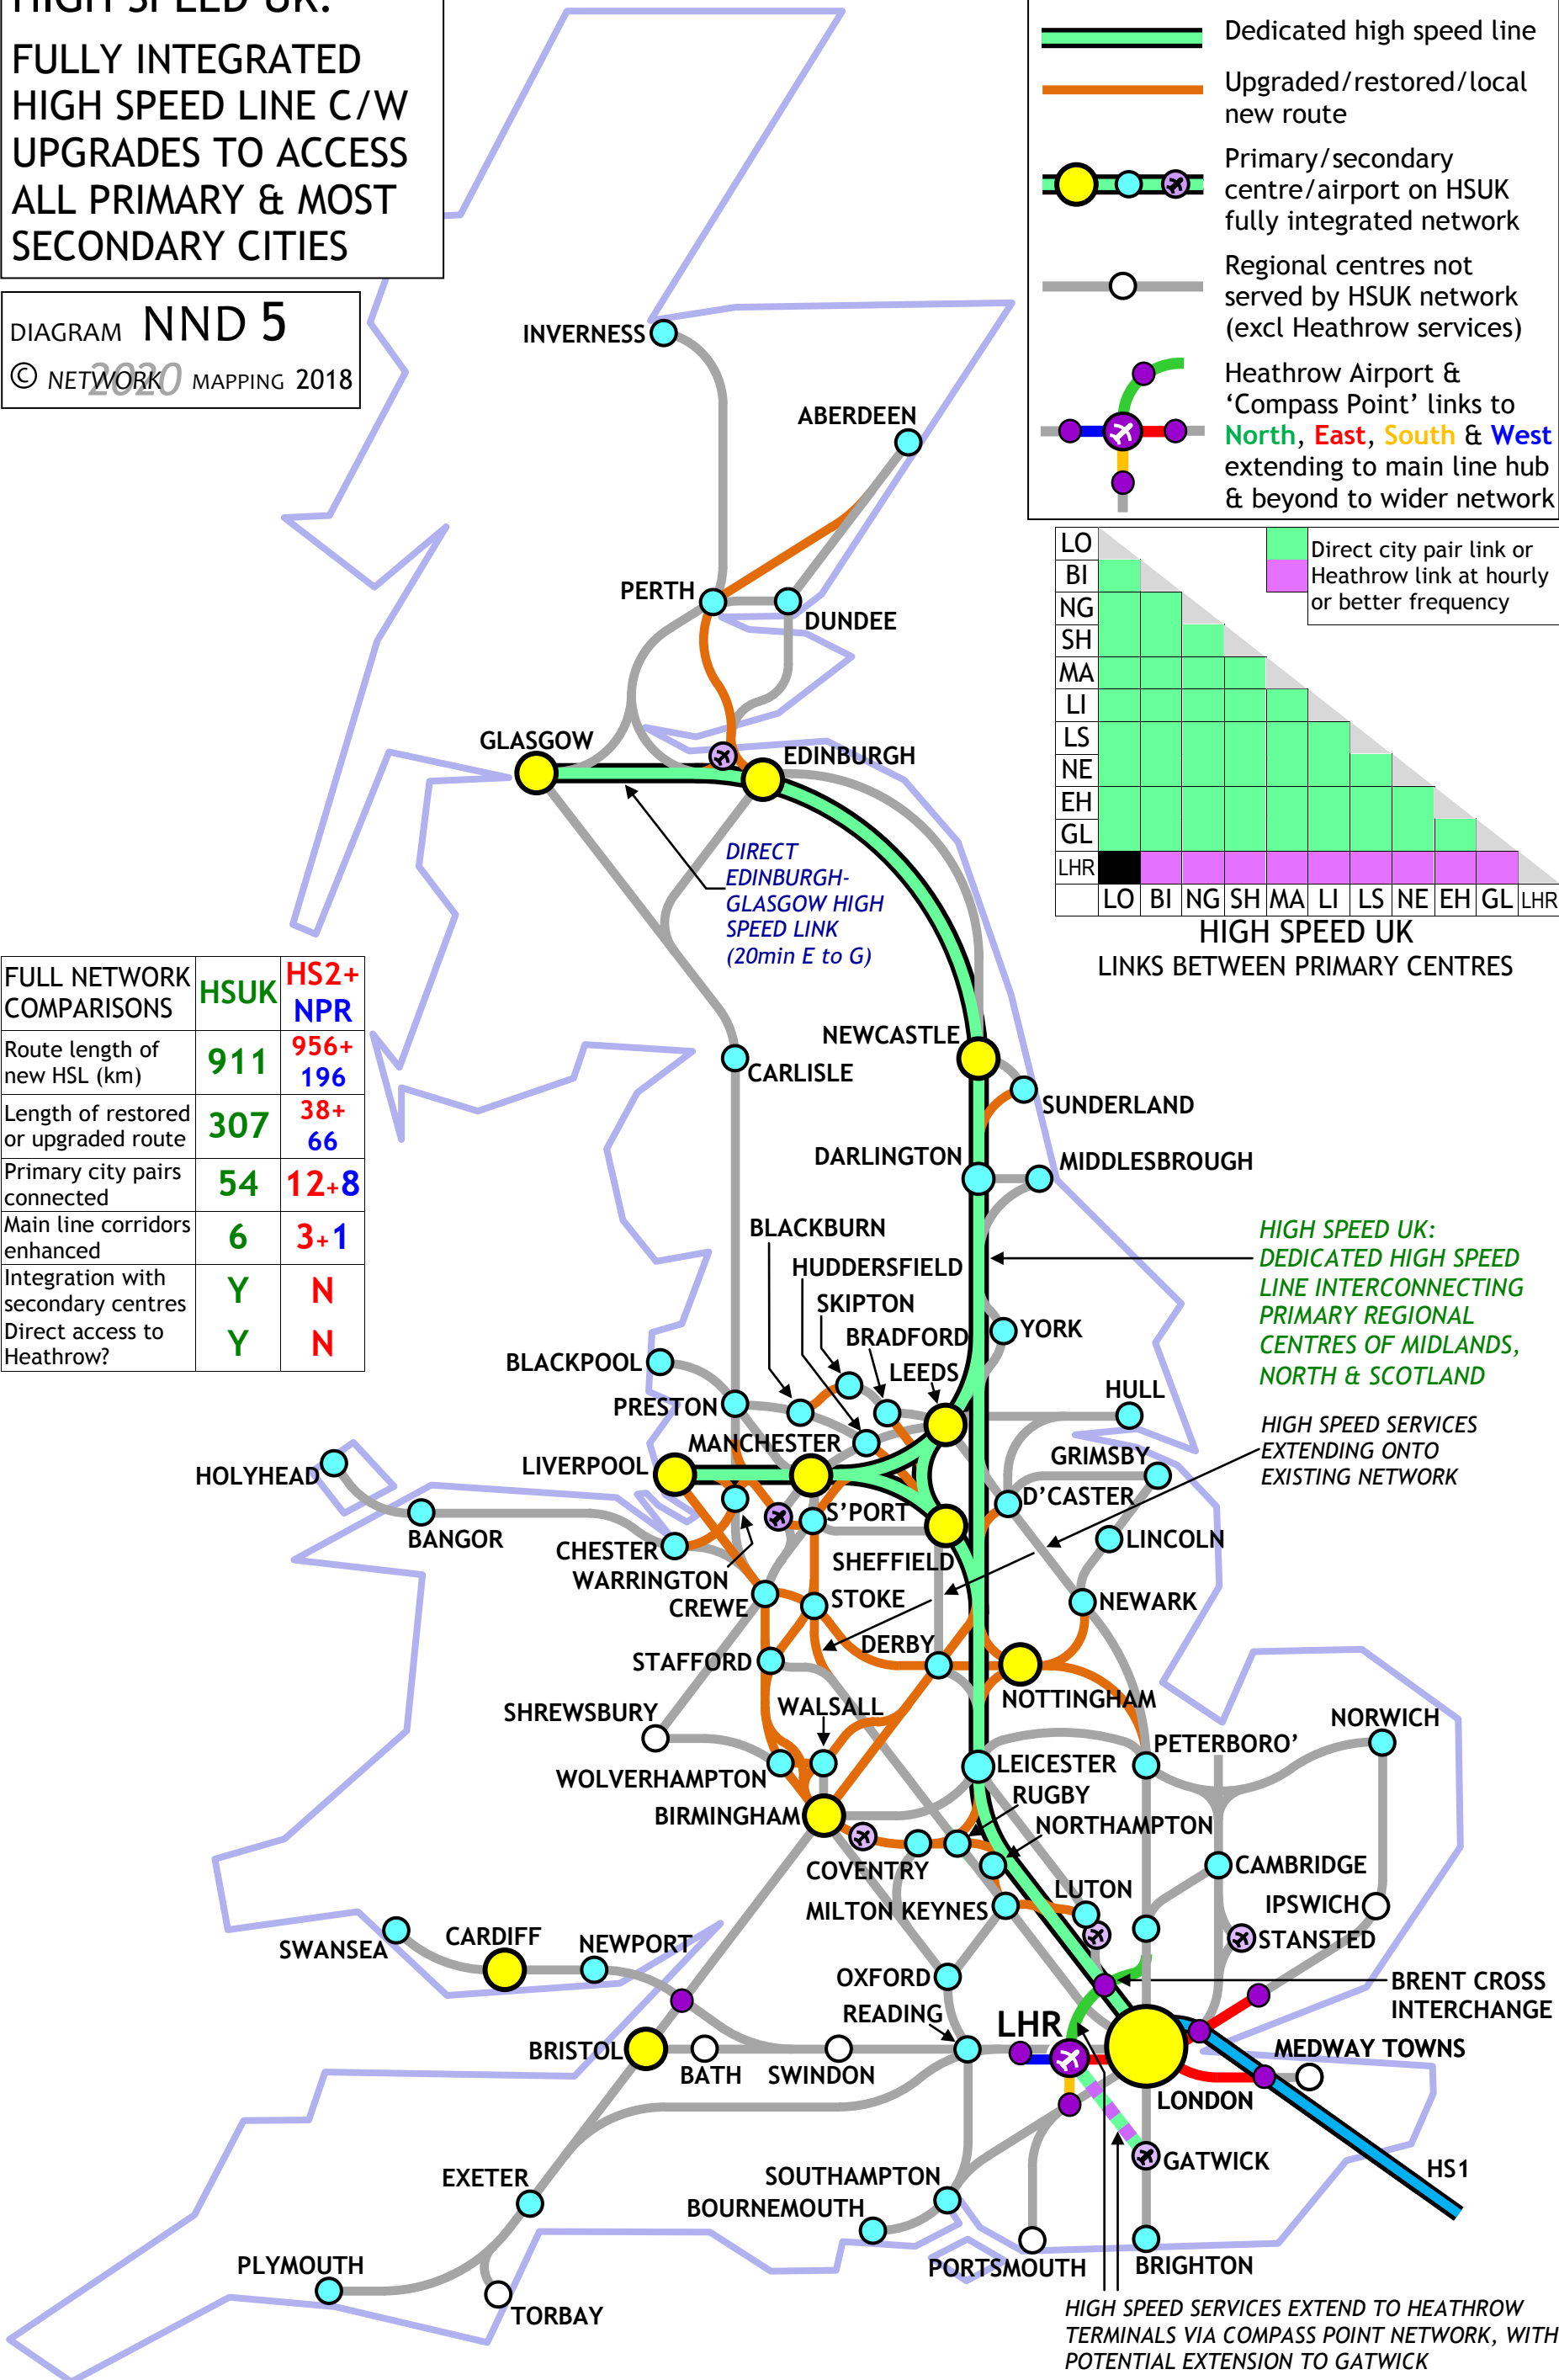 HIGH SPEED UK:
FULLY INTEGRATED
HIGH SPEED LINE C/W
UPGRADES TO ACCESS
ALL PRIMARY & MOST
SECONDARY CITIES
DIAGRAM NND 5
© NETWORK 2020 MAPPING 2018
Dedicated high speed line
Upgraded/restored/local
new route
Primary/secondary
centre/airport on HSUK
fully integrated network
Regional centres not
served by HSUK network
(excl Heathrow services)
Heathrow Airport &
‘Compass Point’ links to
North, East, South & West
extending to main line hub
& beyond to wider network
LO
BI
NG
SH
MA
LI
LS
NE
EH
GL
LHR
LO BI NG SH MA LI LS NE EH GL LHR
Direct city pair link or
Heathrow link at hourly
or better frequency
HIGH SPEED UK
LINKS BETWEEN PRIMARY CENTRES
INVERNESS
ABERDEEN
PERTH
DUNDEE
GLASGOW
EDINBURGH
DIRECT
EDINBURGH-
GLASGOW HIGH
SPEED LINK
(20min E to G)
FULL NETWORK
COMPARISONS
HSUK
HS2+
NPR
Route length of
new HSL (km)
911
956+
196
Length of restored
or upgraded route
307
38+
66
Primary city pairs
connected
54
12+8
Main line corridors
enhanced
6
3+1
Integration with
secondary centres
Y
N
Direct access to
Heathrow?
Y
N
NEWCASTLE
CARLISLE
SUNDERLAND
DARLINGTON
MIDDLESBROUGH
BLACKBURN
HUDDERSFIELD
SKIPTON
BRADFORD
LEEDS
YORK
HIGH SPEED UK:
DEDICATED HIGH SPEED
LINE INTERCONNECTING
PRIMARY REGIONAL
CENTRES OF MIDLANDS,
NORTH & SCOTLAND
BLACKPOOL
PRESTON
HULL
MANCHESTER
LIVERPOOL
HOLYHEAD
GRIMSBY
HIGH SPEED SERVICES
EXTENDING ONTO
EXISTING NETWORK
D'CASTER
S'PORT
BANGOR
CHESTER
LINCOLN
SHEFFIELD
WARRINGTON
CREWE
STOKE
NEWARK
STAFFORD
DERBY
NOTTINGHAM
SHREWSBURY
WALSALL
NORWICH
PETERBORO’
WOLVERHAMPTON
LEICESTER
RUGBY
BIRMINGHAM
NORTHAMPTON
COVENTRY
CAMBRIDGE
LUTON
MILTON KEYNES
IPSWICH
SWANSEA
CARDIFF
NEWPORT
STANSTED
OXFORD
BRENT CROSS
INTERCHANGE
READING
LHR
BRISTOL
BATH
SWINDON
MEDWAY TOWNS
LONDON
GATWICK
HS1
EXETER
SOUTHAMPTON
BOURNEMOUTH
PLYMOUTH
TORBAY
PORTSMOUTH
BRIGHTON
HIGH SPEED SERVICES EXTEND TO HEATHROW
TERMINALS VIA COMPASS POINT NETWORK, WITH
POTENTIAL EXTENSION TO GATWICK